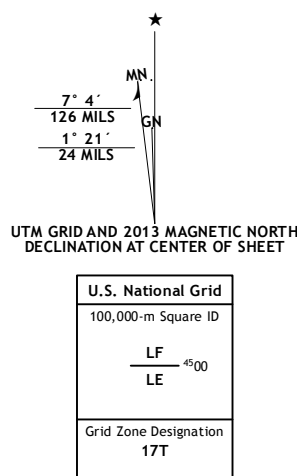 MN
7° 4´
126 MILS
GN
1° 21´
24 MILS
UTM GRID AND 2013 MAGNETIC NORTH
DECLINATION AT CENTER OF SHEET
U.S. National Grid
100,000-m Square ID
LF
4500
LE
Grid Zone Designation
17T